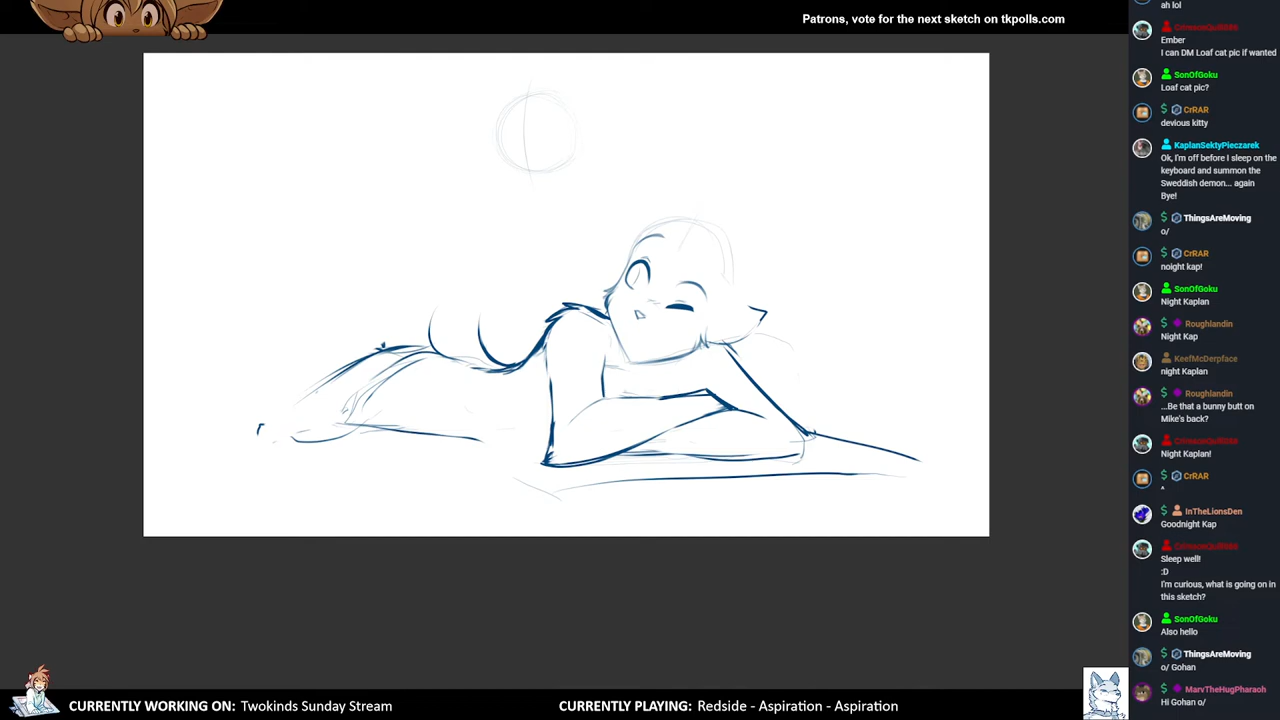 Patrons, vote for the next sketch on tkpolls.com
ah lol
Ember
I can DM Loaf cat pic if wanted
SonOfGoku
Loaf cat pic?
CrRAR
devious kitty
KaplanSektyPieczarek
Ok, I'm off before I sleep on the
keyboard and summon the
Sweddish demon... again
Bye!
ThingsAreMoving
o/
CrRAR
noight kap!
SonOfGoku
Night Kaplan
Roughlandin
Night Kap
KeefMcDerpface
night Kaplan
Roughlandin
...Be that a bunny butt on
Mike's back?
Night Kaplan!
CrRAR
^
InTheLionsDen
Goodnight Kap
Sleep well!
:D
I'm curious, what is going on in
this sketch?
SonOfGoku
Also hello
ThingsAreMoving
o/ Gohan
MarvTheHugPharaoh
Hi Gohan o/
CURRENTLY WORKING ON: Twokinds Sunday Stream
CURRENTLY PLAYING: Redside - Aspiration - Aspiration